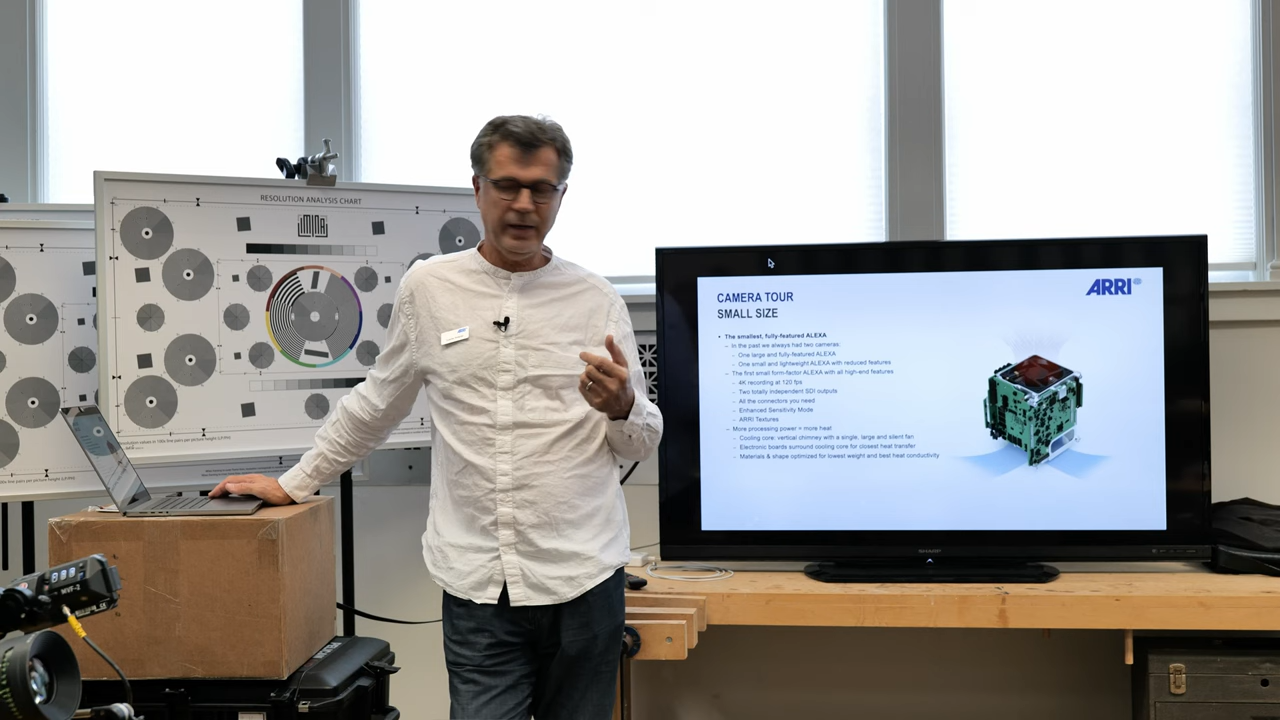 RESOLUTION ANALYSIS CHART
ARRI
CAMERA TOUR
SMALL SIZE
ARRI
• The smallest, fully-featured ALEXA
– In the past we always had two cameras:
– One large and fully-featured ALEXA
– One small and lightweight ALEXA with reduced features
– The first small form-factor ALEXA with all high-end features
– 4K recording at 120 fps
– Two totally independent SDI outputs
– All the connectors you need
– Enhanced Sensitivity Mode
– ARRI Textures
– More processing power = more heat
– Cooling core: vertical chimney with a single, large and silent fan
– Electronic boards surround cooling core for closest heat transfer
– Materials & shape optimized for lowest weight and best heat conductivity
SHARP
MVF-2